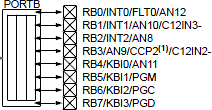 PORTB
RB0/INT0/FLT0/AN12
RB1/INT1/AN10/C12IN3-
RB2/INT2/AN8
RB3/AN9/CCP2(1)/C12IN2-
RB4/KBI0/AN11
RB5/KBI1/PGM
RB6/KBI2/PGC
RB7/KBI3/PGD